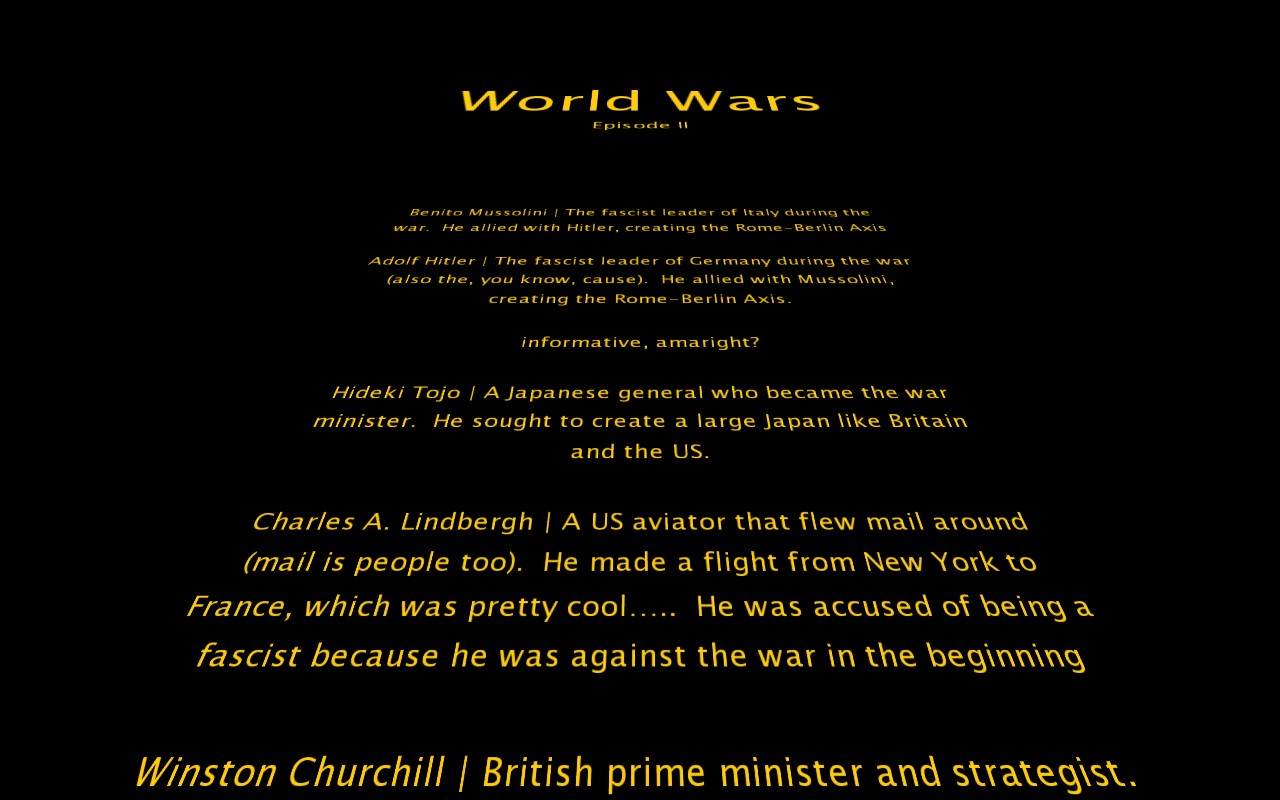 World Wars
Episode II
Benito Mussolini | The fascist leader of Italy during the
war.  He allied with Hitler, creating the Rome-Berlin Axis
Adolf Hitler | The fascist leader of Germany during the war
(also the, you know, cause).  He allied with Mussolini,
creating the Rome-Berlin Axis.
informative, amaright?
Hideki Tojo | A Japanese general who became the war
minister.  He sought to create a large Japan like Britain
and the US.
Charles A. Lindbergh | A US aviator that flew mail around
(mail is people too).  He made a flight from New York to
France, which was pretty cool.....  He was accused of being a
fascist because he was against the war in the beginning
Winston Churchill | British prime minister and strategist.